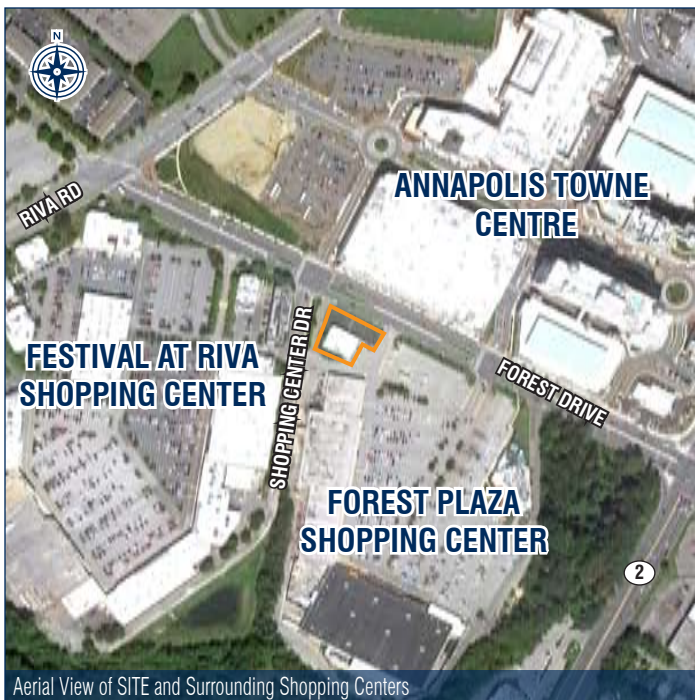 N
RIVA RD
ANNAPOLIS TOWNE
CENTRE
FESTIVAL AT RIVA
SHOPPING CENTER
SHOPPING CENTER DR
FOREST DRIVE
FOREST PLAZA
SHOPPING CENTER
2
Aerial View of SITE and Surrounding Shopping Centers